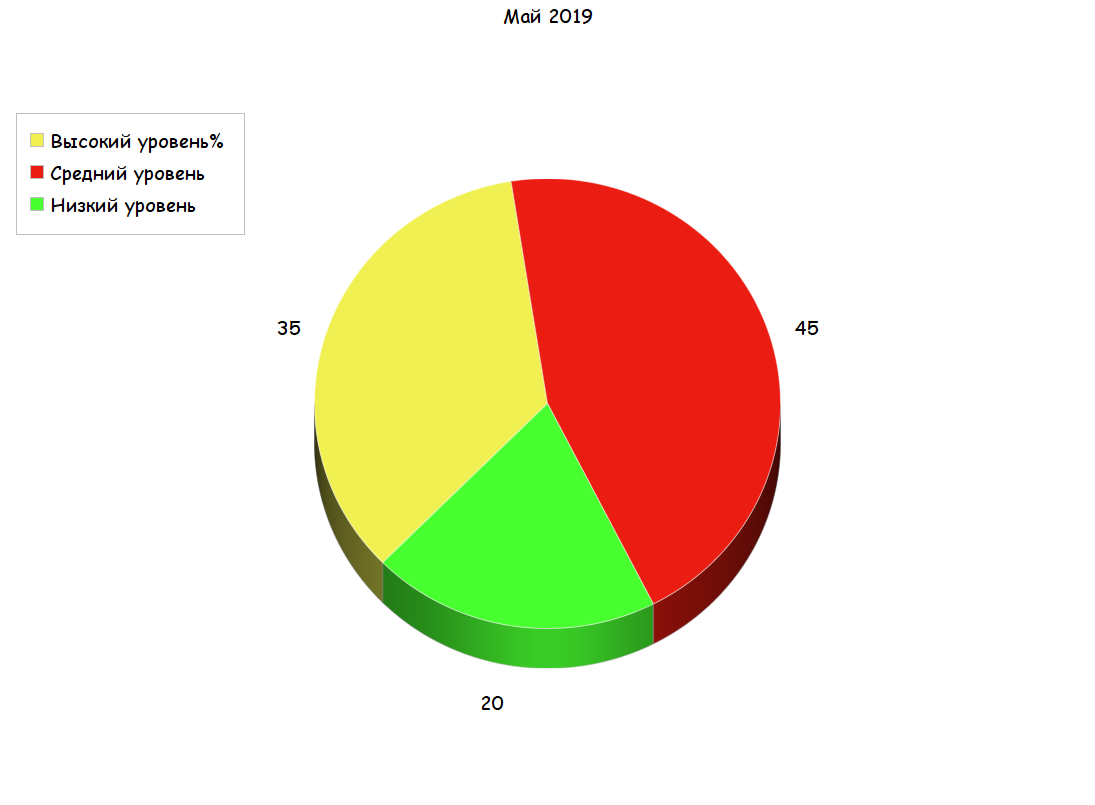 Май 2019
Высокий уровень%
Средний уровень
Низкий уровень
35
45
20